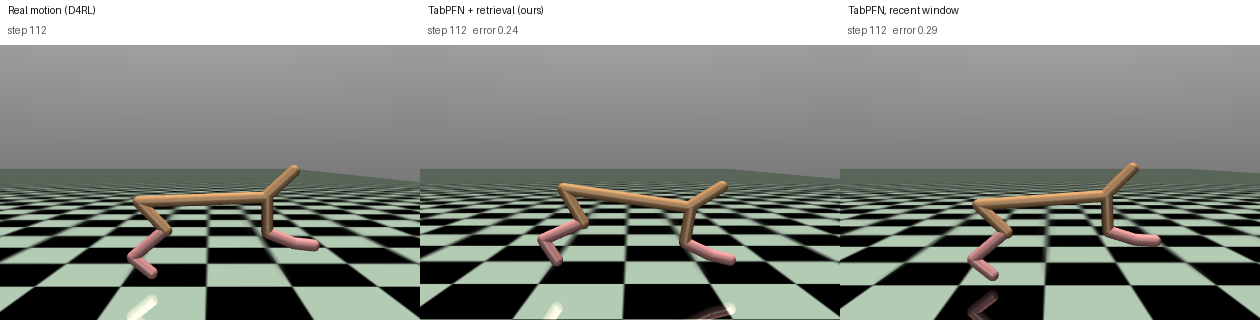 Real motion (D4RL)
step 112
TabPFN + retrieval (ours)
step 112 error 0.24
TabPFN, recent window
step 112 error 0.29